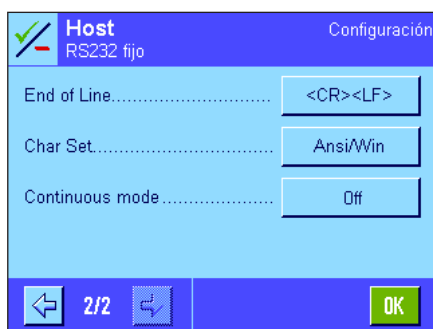 Host
Configuración
RS232 fijo
End of Line............................ <CR><LF>
Char Set................................ Ansi/Win
Continuous mode.................... Off
2/2
OK